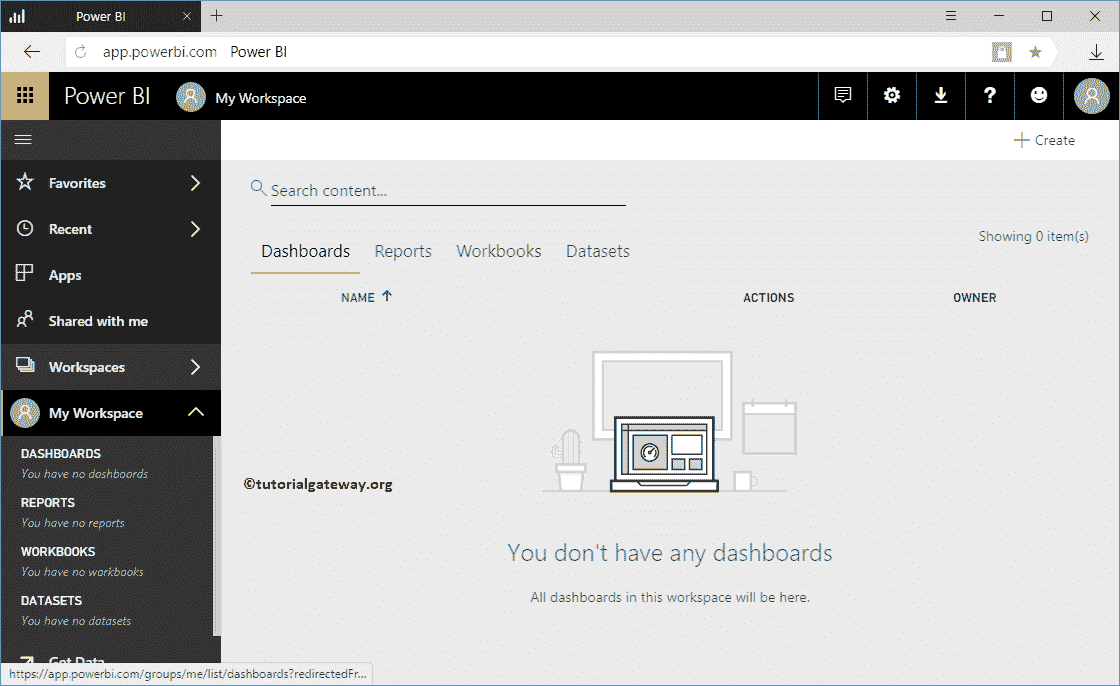 Power BI
app.powerbi.com Power BI
Power BI My Workspace
Create
Favorites
Search content...
Recent
Showing 0 item(s)
Dashboards Reports Workbooks Datasets
Apps
NAME ACTIONS OWNER
Shared with me
Workspaces
My Workspace
DASHBOARDS
You have no dashboards
©tutorialgateway.org
REPORTS
You have no reports
WORKBOOKS
You have no workbooks
You don't have any dashboards
DATASETS
All dashboards in this workspace will be here.
You have no datasets
Get Data
https://app.powerbi.com/groups/me/list/dashboards?redirectedFr...